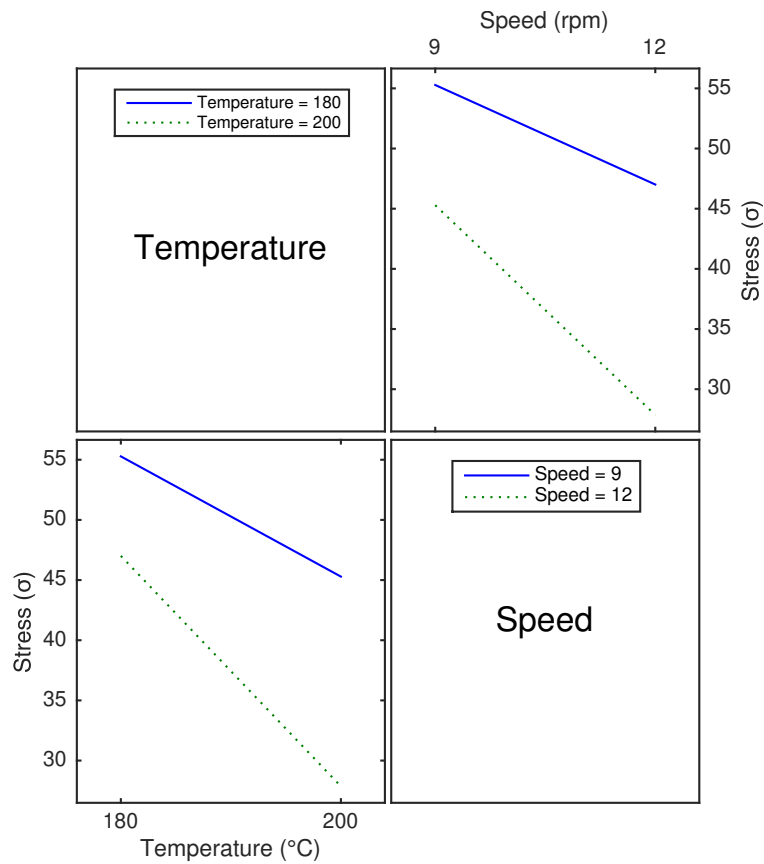 Speed (rpm)
9 12
Temperature = 180
Temperature = 200
Temperature
55
50
45
40
35
30
Stress (σ)
55
50
45
40
35
30
Stress (σ)
Speed = 9
Speed = 12
Speed
180 200
Temperature (°C)